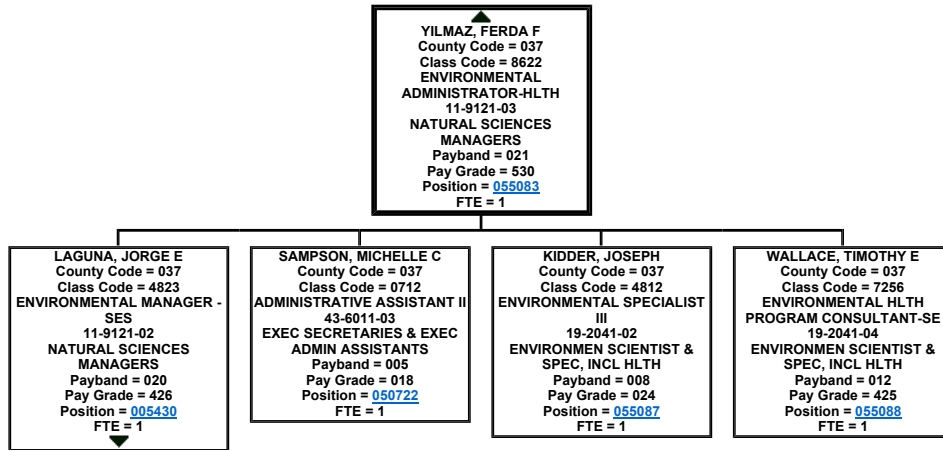 YILMAZ, FERDA F
County Code = 037
Class Code = 8622
ENVIRONMENTAL
ADMINISTRATOR-HLTH
11-9121-03
NATURAL SCIENCES
MANAGERS
Payband = 021
Pay Grade = 530
Position = 055083
FTE = 1
LAGUNA, JORGE E
County Code = 037
Class Code = 4823
ENVIRONMENTAL MANAGER -
SES
11-9121-02
NATURAL SCIENCES
MANAGERS
Payband = 020
Pay Grade = 426
Position = 005430
FTE = 1
SAMPSON, MICHELLE C
County Code = 037
Class Code = 0712
ADMINISTRATIVE ASSISTANT II
43-6011-03
EXEC SECRETARIES & EXEC
ADMIN ASSISTANTS
Payband = 005
Pay Grade = 018
Position = 050722
FTE = 1
KIDDER, JOSEPH
County Code = 037
Class Code = 4812
ENVIRONMENTAL SPECIALIST
III
19-2041-02
ENVIRONMEN SCIENTIST &
SPEC, INCL HLTH
Payband = 008
Pay Grade = 024
Position = 055087
FTE = 1
WALLACE, TIMOTHY E
County Code = 037
Class Code = 7256
ENVIRONMENTAL HLTH
PROGRAM CONSULTANT-SE
19-2041-04
ENVIRONMEN SCIENTIST &
SPEC, INCL HLTH
Payband = 012
Pay Grade = 425
Position = 055088
FTE = 1